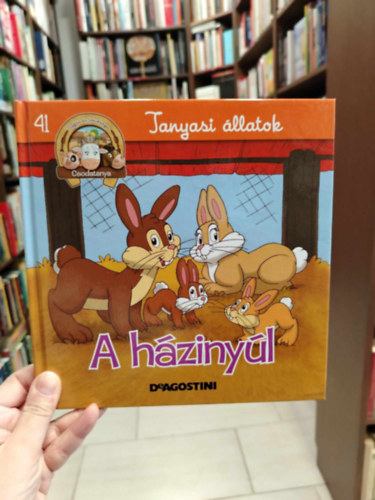 41
Tanyasi állatok
Csodatanya
A házinyúl
DeAGOSTINI